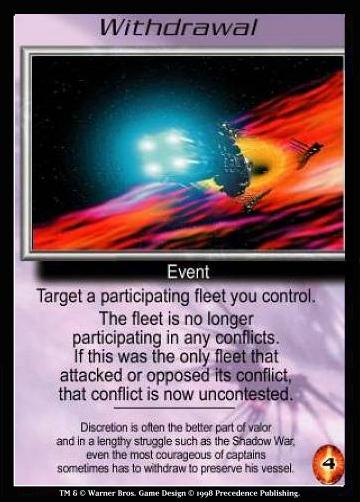 Withdrawal
Event
Target a participating fleet you control.
The fleet is no longer
participating in any conflicts.
If this was the only fleet that
attacked or opposed its conflict,
that conflict is now uncontested.
Discretion is often the better part of valor
and in a lengthy struggle such as the Shadow War,
even the most courageous of captains
sometimes has to withdraw to preserve his vessel.
4
TM & © Warner Bros. Game Design © 1998 Precedence Publishing.